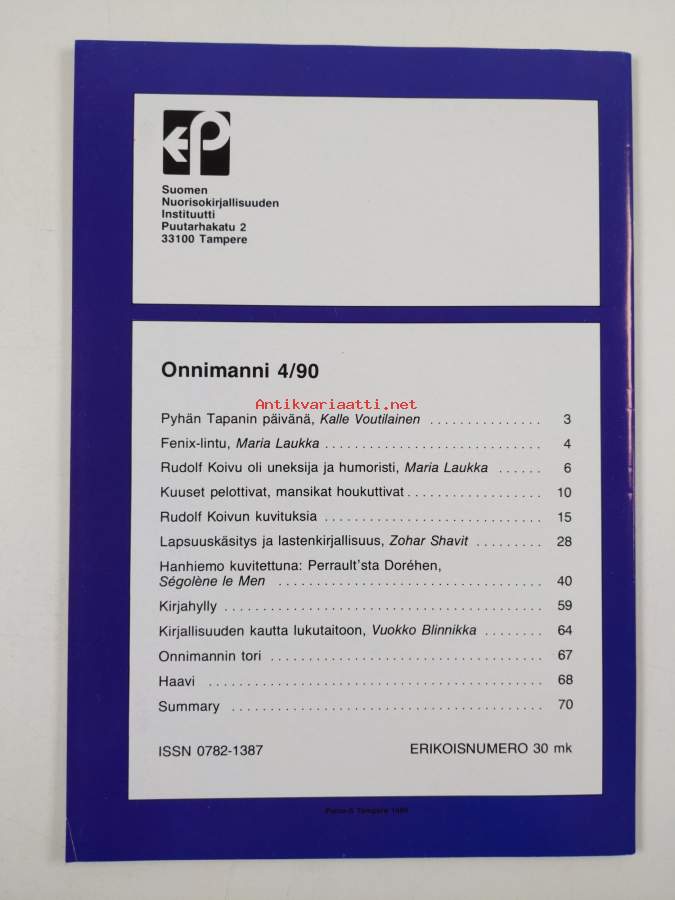 Suomen
Nuorisokirjallisuuden
Instituutti
Puutarhakatu 2
33100 Tampere
Onnimanni 4/90
Antikvariaatti.net
Pyhän Tapanin päivänä, Kalle Voutilainen ............... 3
Fenix-lintu, Maria Laukka ............................. 4
Rudolf Koivu oli uneksija ja humoristi, Maria Laukka ...... 6
Kuuset pelottivat, mansikat houkuttivat .................. 10
Rudolf Koivun kuvituksia ............................. 15
Lapsuuskäsitys ja lastenkirjallisuus, Zohar Shavit ......... 28
Hanhiemo kuvitettuna: Perrault'sta Doréhen,
Ségolène le Men ................................... 40
Kirjahylly .......................................... 59
Kirjallisuuden kautta lukutaitoon, Vuokko Blinnikka ........ 64
Onnimannin tori .................................... 67
Haavi ............................................ 68
Summary ......................................... 70
ISSN 0782-1387 ERIKOISNUMERO 30 mk
Tampere